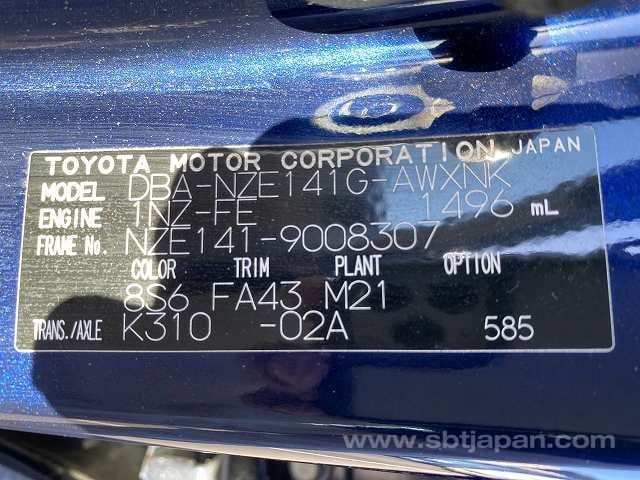 TOYOTA MOTOR CORPORATION JAPAN
MODEL DBA-NZE141G-AWXNK
ENGINE 1NZ-FE 1496 mL
FRAME No. NZE141-9008307
COLOR TRIM PLANT OPTION
8S6 FA43 M21
TRANS./AXLE K310 -02A 585
www.sbtjapan.com